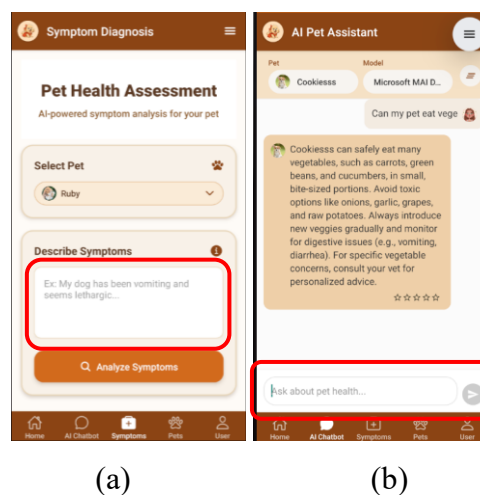 Symptom Diagnosis
Pet Health Assessment
AI-powered symptom analysis for your pet
Select Pet
Ruby
Describe Symptoms
Ex: My dog has been vomiting and
seems lethargic...
Analyze Symptoms
Home AI Chatbot Symptoms Pets User
(a)
AI Pet Assistant
Pet Model
Cookiesss Microsoft MAI D...
Can my pet eat vege
Cookiesss can safely eat many
vegetables, such as carrots, green
beans, and cucumbers, in small,
bite-sized portions. Avoid toxic
options like onions, garlic, grapes,
and raw potatoes. Always introduce
new veggies gradually and monitor
for digestive issues (e.g., vomiting,
diarrhea). For specific vegetable
concerns, consult your vet for
personalized advice.
Ask about pet health...
Home AI Chatbot Symptoms Pets User
(b)